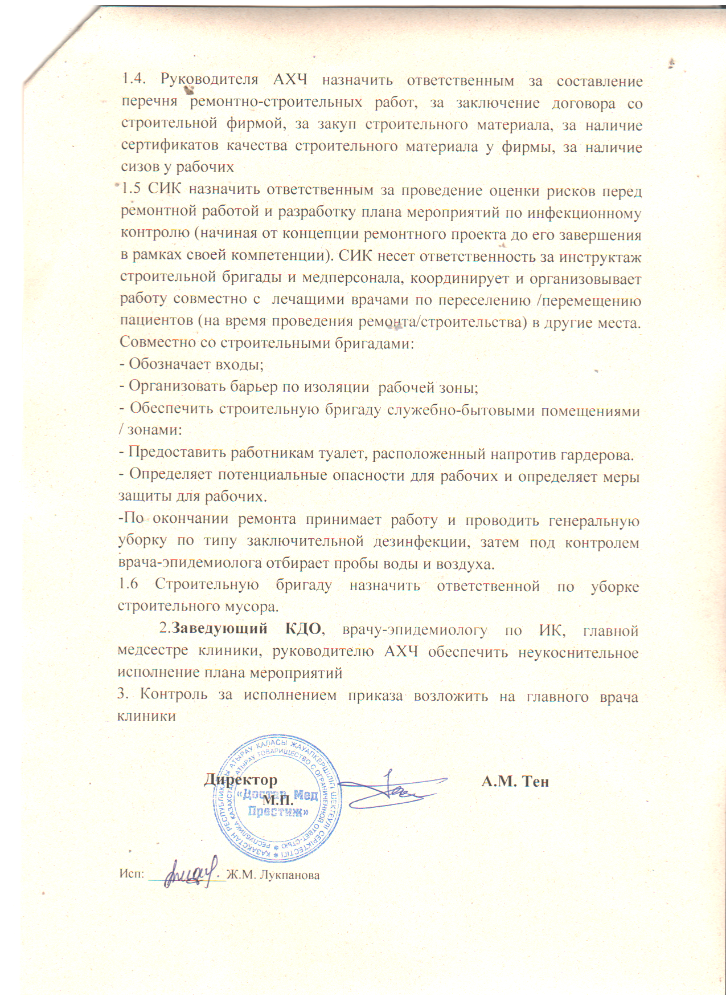 1.4. Руководителя АХЧ назначить ответственным за составление
перечня ремонтно-строительных работ, за заключение договора со
строительной фирмой, за закуп строительного материала, за наличие
сертификатов качества строительного материала у фирмы, за наличие
сизов у рабочих
1.5 СИК назначить ответственным за проведение оценки рисков перед
ремонтной работой и разработку плана мероприятий по инфекционному
контролю (начиная от концепции ремонтного проекта до его завершения
в рамках своей компетенции). СИК несет ответственность за инструктаж
строительной бригады и медперсонала, координирует и организовывает
работу совместно с лечащими врачами по переселению /перемещению
пациентов (на время проведения ремонта/строительства) в другие места.
Совместно со строительными бригадами:
- Обозначает входы;
- Организовать барьер по изоляции рабочей зоны;
- Обеспечить строительную бригаду служебно-бытовыми помещениями
/ зонами:
- Предоставить работникам туалет, расположенный напротив гардерова.
- Определяет потенциальные опасности для рабочих и определяет меры
защиты для рабочих.
-По окончании ремонта принимает работу и проводить генеральную
уборку по типу заключительной дезинфекции, затем под контролем
врача-эпидемиолога отбирает пробы воды и воздуха.
1.6 Строительную бригаду назначить ответственной по уборке
строительного мусора.
2.Заведующий КДО, врачу-эпидемиологу по ИК, главной
медсестре клиники, руководителю АХЧ обеспечить неукоснительное
исполнение плана мероприятий
3. Контроль за исполнением приказа возложить на главного врача
клиники
ҚАЗАҚСТАН РЕСПУБЛИКАСЫ АТЫРАУ ҚАЛАСЫ ЖАУАПКЕРШІЛІГІ ШЕКТЕУЛІ СЕРІКТЕСТІГІ
РЕСПУБЛИКА КАЗАХСТАН Г. АТЫРАУ ТОВАРИЩЕСТВО С ОГРАНИЧЕННОЙ ОТВЕТ-СТЬЮ
Директор А.М. Тен
«Достар Мед
М.П.
Престиж»
Исп: Ж.М. Лукпанова